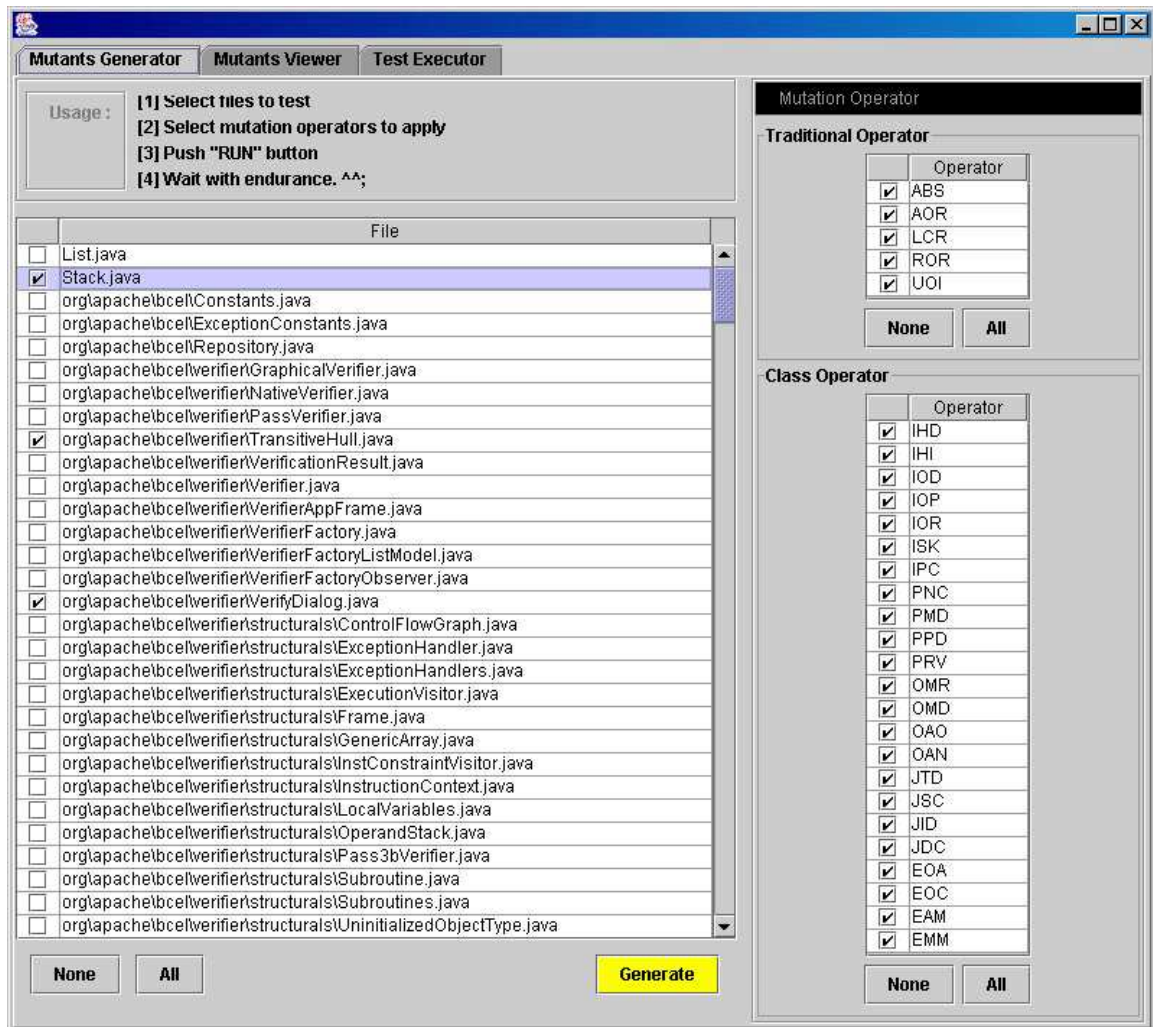 Mutants Generator
Mutants Viewer
Test Executor
Usage :
[1] Select files to test
[2] Select mutation operators to apply
[3] Push "RUN" button
[4] Wait with endurance. ^^;
File
List.java
Stack.java
org\apache\bcel\Constants.java
org\apache\bcel\ExceptionConstants.java
org\apache\bcel\Repository.java
org\apache\bcel\verifier\GraphicalVerifier.java
org\apache\bcel\verifier\NativeVerifier.java
org\apache\bcel\verifier\PassVerifier.java
org\apache\bcel\verifier\TransitiveHull.java
org\apache\bcel\verifier\VerificationResult.java
org\apache\bcel\verifier\Verifier.java
org\apache\bcel\verifier\VerifierAppFrame.java
org\apache\bcel\verifier\VerifierFactory.java
org\apache\bcel\verifier\VerifierFactoryListModel.java
org\apache\bcel\verifier\VerifierFactoryObserver.java
org\apache\bcel\verifier\VerifyDialog.java
org\apache\bcel\verifier\structurals\ControlFlowGraph.java
org\apache\bcel\verifier\structurals\ExceptionHandler.java
org\apache\bcel\verifier\structurals\ExceptionHandlers.java
org\apache\bcel\verifier\structurals\ExecutionVisitor.java
org\apache\bcel\verifier\structurals\Frame.java
org\apache\bcel\verifier\structurals\GenericArray.java
org\apache\bcel\verifier\structurals\InstConstraintVisitor.java
org\apache\bcel\verifier\structurals\InstructionContext.java
org\apache\bcel\verifier\structurals\LocalVariables.java
org\apache\bcel\verifier\structurals\OperandStack.java
org\apache\bcel\verifier\structurals\Pass3bVerifier.java
org\apache\bcel\verifier\structurals\Subroutine.java
org\apache\bcel\verifier\structurals\Subroutines.java
org\apache\bcel\verifier\structurals\UninitializedObjectType.java
None
All
Generate
Mutation Operator
Traditional Operator
Operator
ABS
AOR
LCR
ROR
UOI
None
All
Class Operator
Operator
IHD
IHI
IOD
IOP
IOR
ISK
IPC
PNC
PMD
PPD
PRV
OMR
OMD
OAO
OAN
JTD
JSC
JID
JDC
EOA
EOC
EAM
EMM
None
All